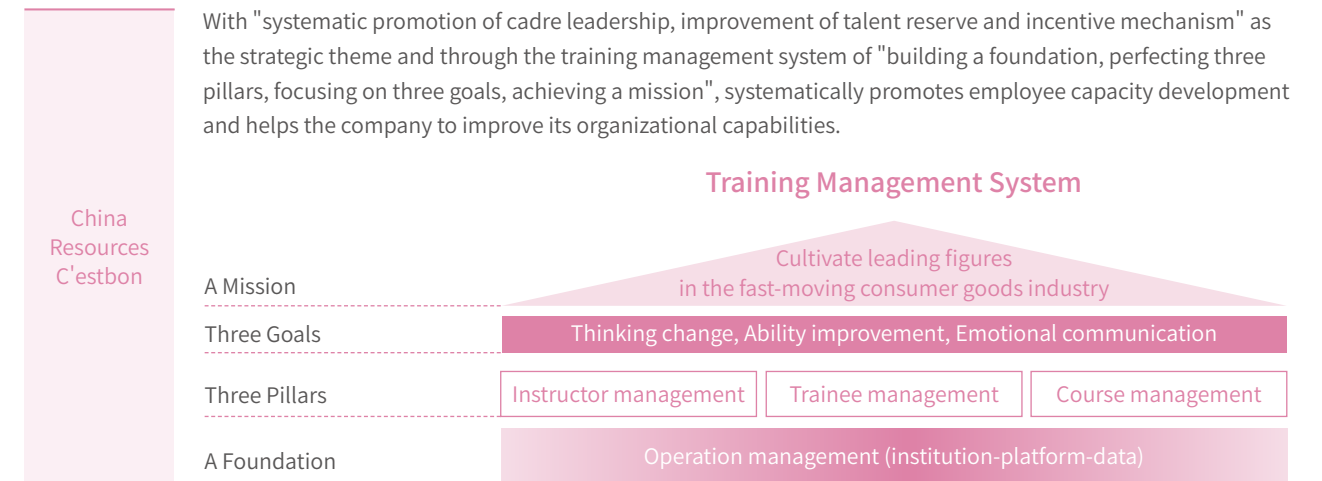 With "systematic promotion of cadre leadership, improvement of talent reserve and incentive mechanism" as
the strategic theme and through the training management system of "building a foundation, perfecting three
pillars, focusing on three goals, achieving a mission", systematically promotes employee capacity development
and helps the company to improve its organizational capabilities.
China
Resources
C'estbon
Training Management System
A Mission
Cultivate leading figures
in the fast-moving consumer goods industry
Three Goals
Thinking change, Ability improvement, Emotional communication
Three Pillars
Instructor management
Trainee management
Course management
A Foundation
Operation management (institution-platform-data)